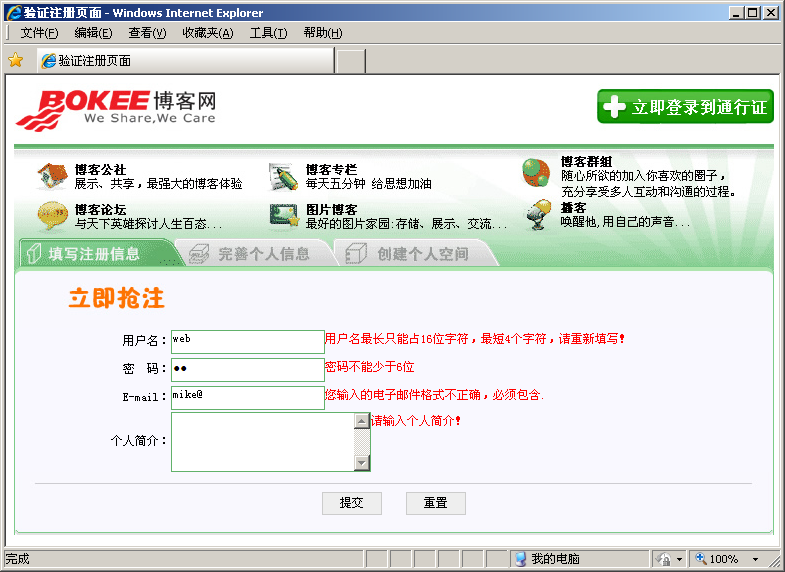 验证注册页面 - Windows Internet Explorer
文件(F) 编辑(E) 查看(V) 收藏夹(A) 工具(T) 帮助(H)
验证注册页面
BOKEE 博客网
We Share,We Care
立即登录到通行证
博客公社
展示、共享，最强大的博客体验
博客专栏
每天五分钟 给思想加油
博客群组
随心所欲的加入你喜欢的圈子，
充分享受多人互动和沟通的过程。
博客论坛
与天下英雄探讨人生百态...
图片博客
最好的图片家园:存储、展示、交流...
播客
唤醒他,用自己的声音...
填写注册信息 完善个人信息 创建个人空间
立即抢注
用户名： web 用户名最长只能占16位字符，最短4个字符，请重新填写！
密 码： ●● 密码不能少于6位
E-mail： mike@ 您输入的电子邮件格式不正确，必须包含.
个人简介： 请输入个人简介！
提交 重置
完成 我的电脑 100%